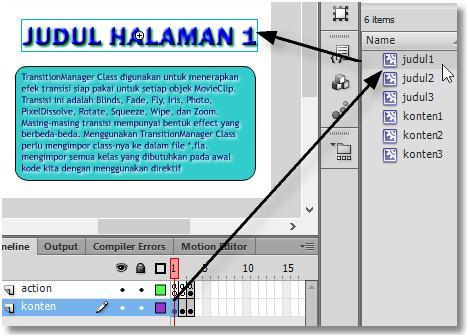 JUDUL HALAMAN 1
TransitionManager Class digunakan untuk menerapkan
efek transisi siap pakai untuk setiap objek MovieClip.
Transisi ini adalah Blinds, Fade, Fly, Iris, Photo,
PixelDissolve, Rotate, Squeeze, Wipe, dan Zoom.
Masing-masing transisi mempunyai bentuk effect yang
berbeda-beda. Menggunakan TransitionManager Class
perlu mengimpor class-nya ke dalam file *.fla.
mengimpor semua kelas yang dibutuhkan pada awal
kode kita dengan menggunakan direktif
6 items
Name
judul1
judul2
judul3
konten1
konten2
konten3
meline Output Compiler Errors Motion Editor
1 5 10 15
action
konten